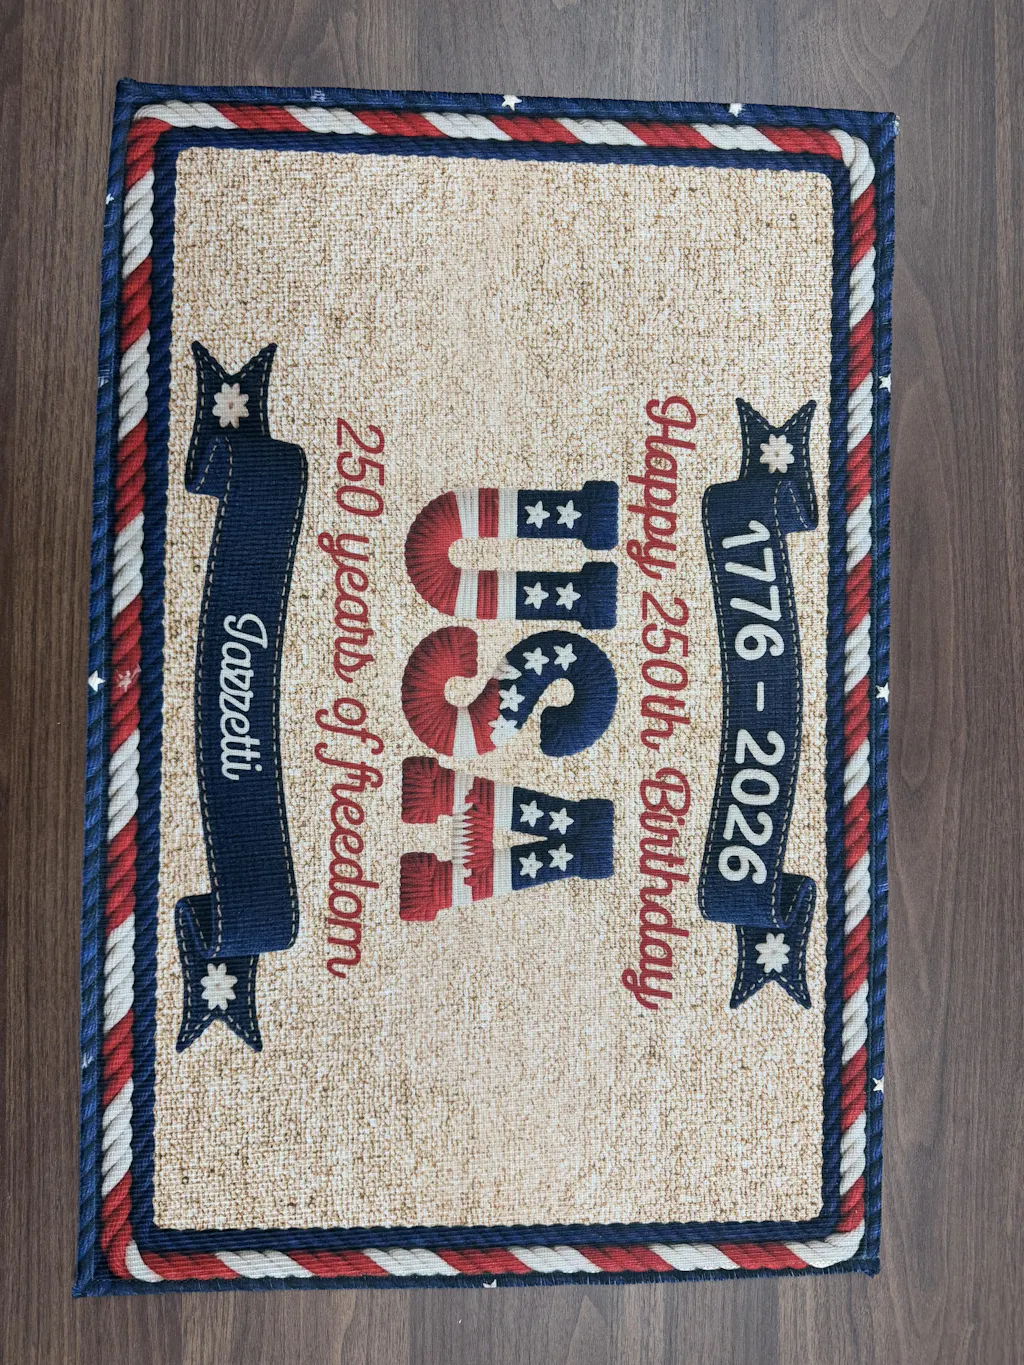 1776 - 2026
Happy 250th Birthday
USA
250 years of freedom
Tazzetti